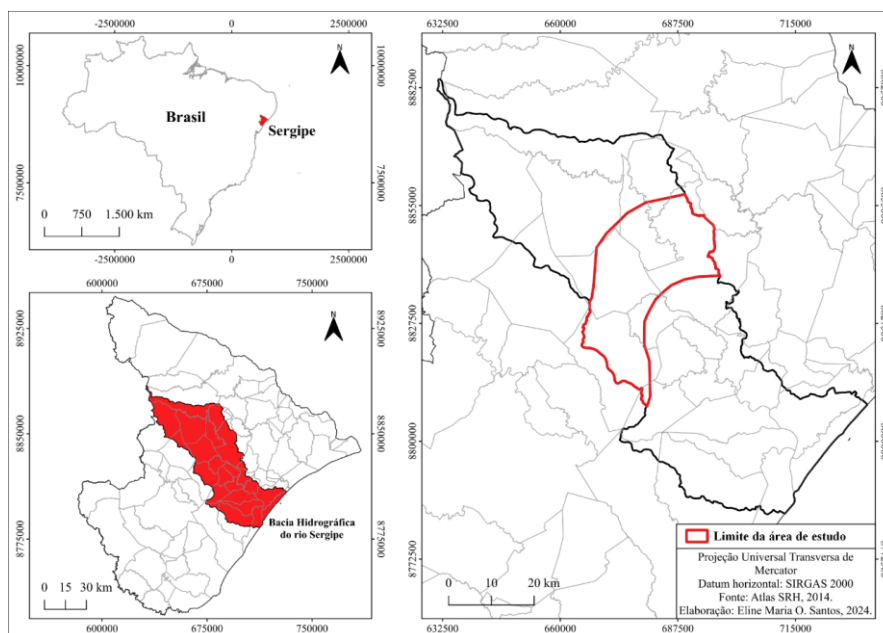 -2500000 0 2500000
10000000
7500000
N
Brasil
Sergipe
0 750 1.500 km
10000000
7500000
-2500000 0 2500000
600000 675000 750000
8925000
8850000
8775000
N
Bacia Hidrográfica
do rio Sergipe
0 15 30 km
8925000
8850000
8775000
600000 675000 750000
632500 660000 687500 715000
8882500
8855000
8827500
8800000
8772500
N
0 10 20 km
Limite da área de estudo
Projeção Universal Transversa de
Mercator
Datum horizontal: SIRGAS 2000
Fonte: Atlas SRH, 2014.
Elaboração: Eline Maria O. Santos, 2024.
632500 660000 687500 715000